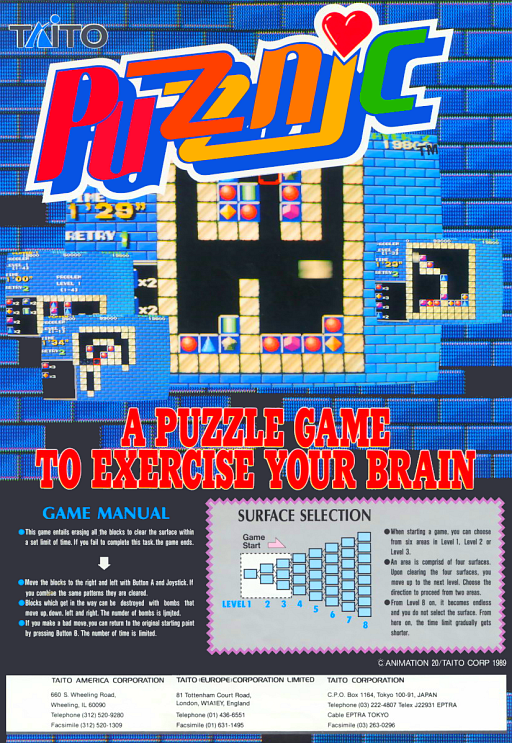 TAITO
PUZZNIC
TM
TIME
1'29"
RETRY 1
x2
x2
A PUZZLE GAME
TO EXERCISE YOUR BRAIN
GAME MANUAL
●This game entails erasjng all the blocks to clear the surface within
a set limit of time. If you fail to complete this task,the game ends.
●Move the blocks to the right and left with Button A and Joystick. If
you combise the same patterns they are cleared.
●Blocks which get in the way can be destroyed with bombs that
move up, down, left and right. The number of bombs is limited.
●If you make a bad move, you can return to the original starting point
by pressing Button B. The number of time is limited.
SURFACE SELECTION
Game
Start
LEVEL 1 2 3 4 5 6 7 8
●When starting a game, you can choose
from six areas in Level 1, Level 2 or
Level 3.
●An area is comprisd of four surfaces.
Upon clearing the four surfaces, you
move up to the next level. Choose the
direction to proceed from two areas.
●From Level 8 on, it becomes endless
and you do not select the surface. From
here on, the time limit gradually gets
shorter.
C.ANIMATION 20/TAITO CORP 1989
TAITO AMERICA CORPORATION
660 S. Wheeling Road,
Wheeling, IL 60090
Telephone (312) 520-9280
Facsimile (312) 520-1309
TAITO (EUROPE) CORPORATION LIMITED
81 Tottenham Court Road,
London, W1A1EY, England
Telephone (01) 436-6551
Facsimile (01) 631-1495
TAITO CORPORATION
C.P.O. Box 1164, Tokyo 100-91, JAPAN
Telephone (03) 222-4807 Telex J22931 EPTRA
Cable EPTRA TOKYO
Facsimile (03) 263-0296